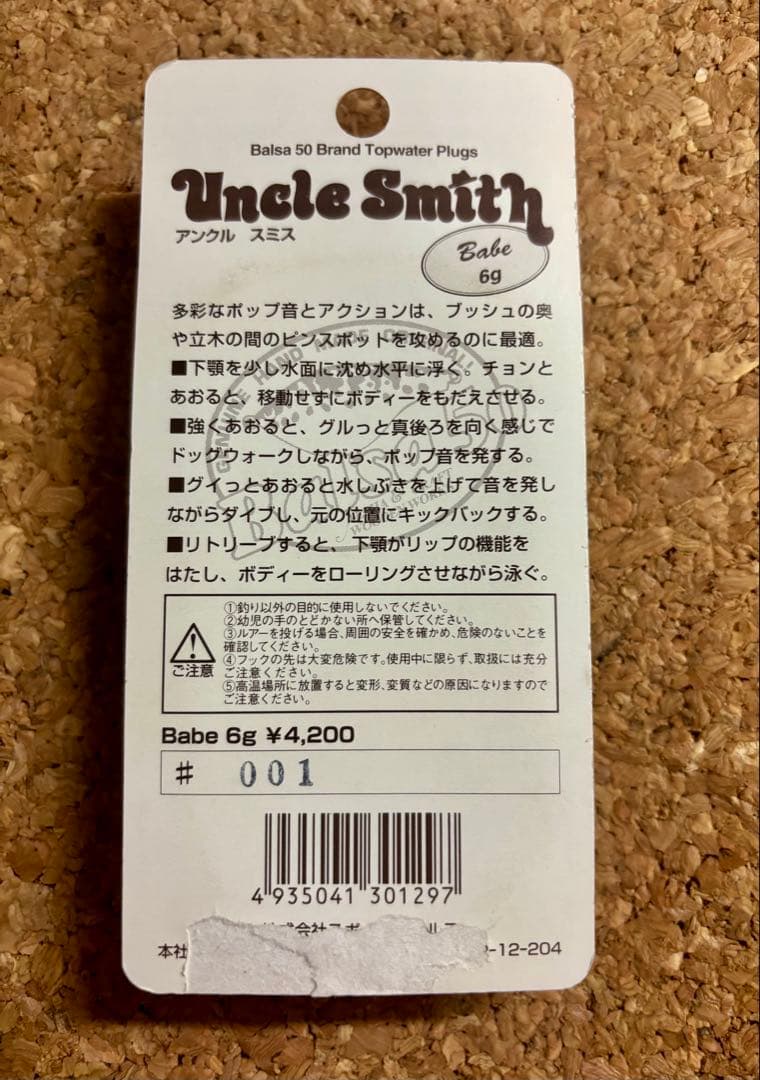 Balsa 50 Brand Topwater Plugs
Uncle Smith
アンクル スミス
Babe
6g
多彩なポップ音とアクションは、ブッシュの奥
や立木の間のピンスポットを攻めるのに最適。
■下顎を少し水面に沈め水平に浮く。チョンと
あおると、移動せずにボディーをもだえさせる。
■強くあおると、グルっと真後ろを向く感じで
ドッグウォークしながら、ポップ音を発する。
■グイっとあおると水しぶきを上げて音を発し
ながらダイブし、元の位置にキックバックする。
■リトリーブすると、下顎がリップの機能を
はたし、ボディーをローリングさせながら泳ぐ。
GENUINE HAND MADE ORIGINAL
Balsa50
ご注意
①釣り以外の目的に使用しないでください。
②幼児の手のとどかない所へ保管してください。
③ルアーを投げる場合、周囲の安全を確かめ、危険のないことを
確認してください。
④フックの先は大変危険です。使用中に限らず、取扱には充分
ご注意ください。
⑤高温場所に放置すると変形、変質などの原因になりますので
ご注意ください。
Babe 6g ¥4,200
# 001
4 935041 301297
本社
-12-204